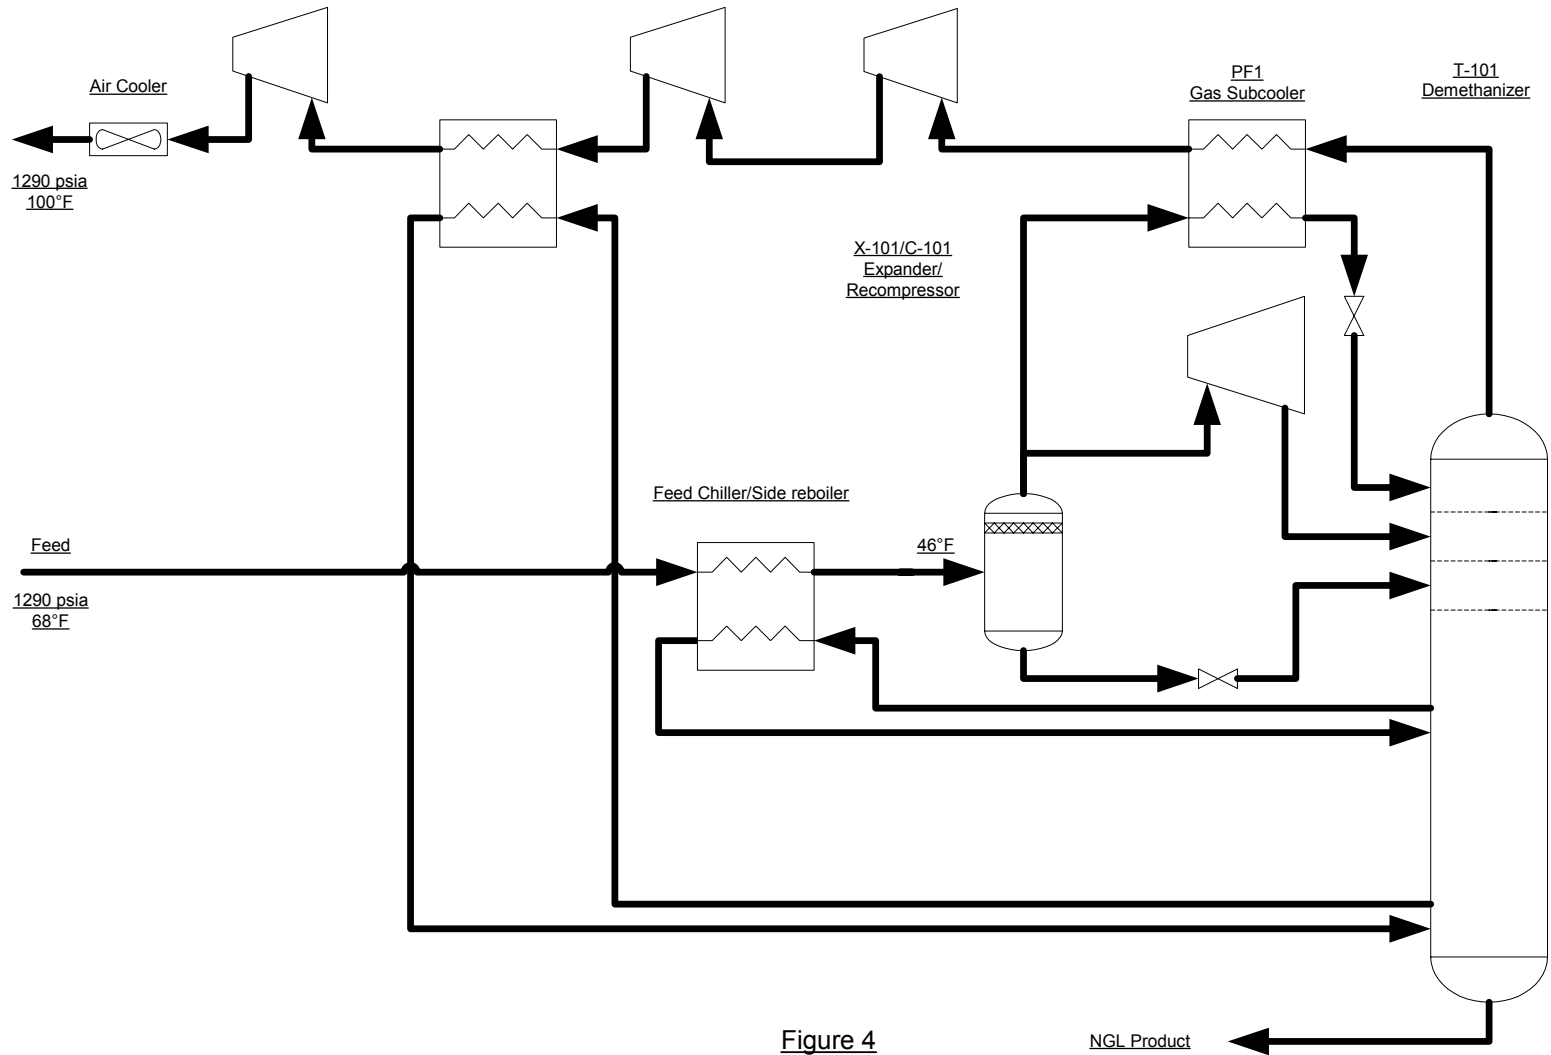 Air Cooler
1290 psia
100°F
PF1
Gas Subcooler
T-101
Demethanizer
X-101/C-101
Expander/
Recompressor
Feed Chiller/Side reboiler
Feed
1290 psia
68°F
46°F
Figure 4
NGL Product